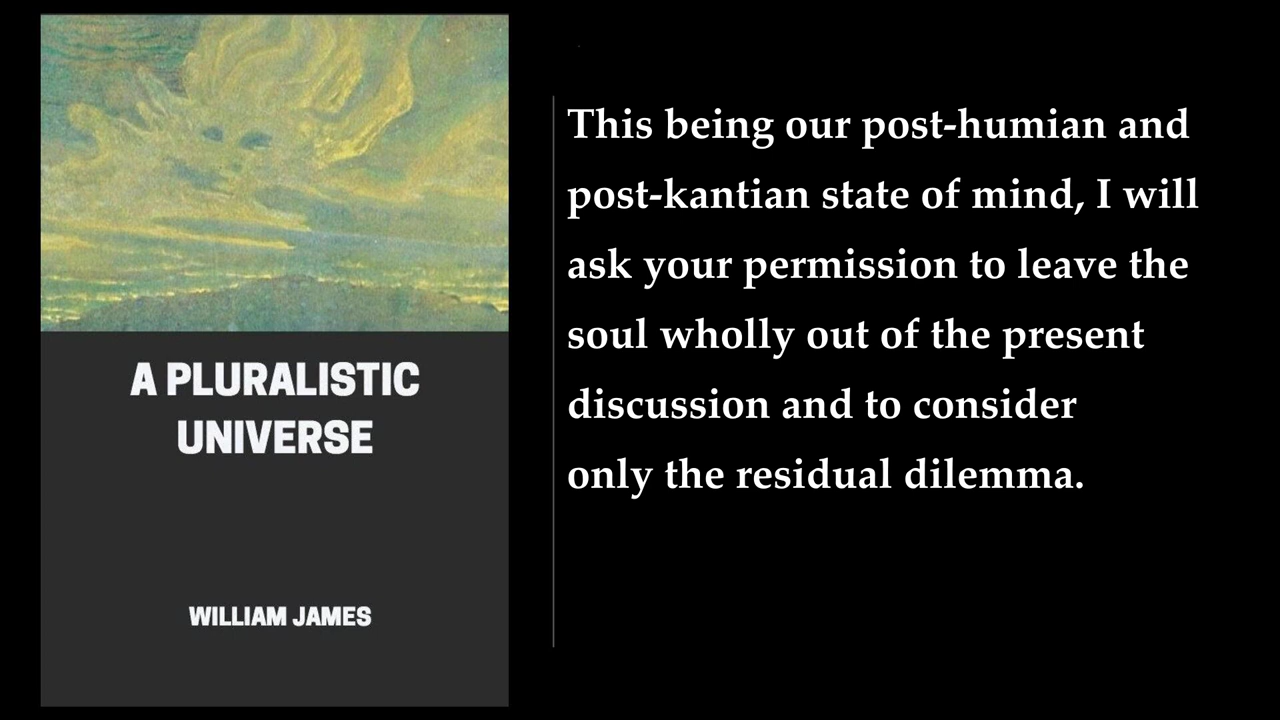 A PLURALISTIC
UNIVERSE
WILLIAM JAMES
This being our post-humian and
post-kantian state of mind, I will
ask your permission to leave the
soul wholly out of the present
discussion and to consider
only the residual dilemma.